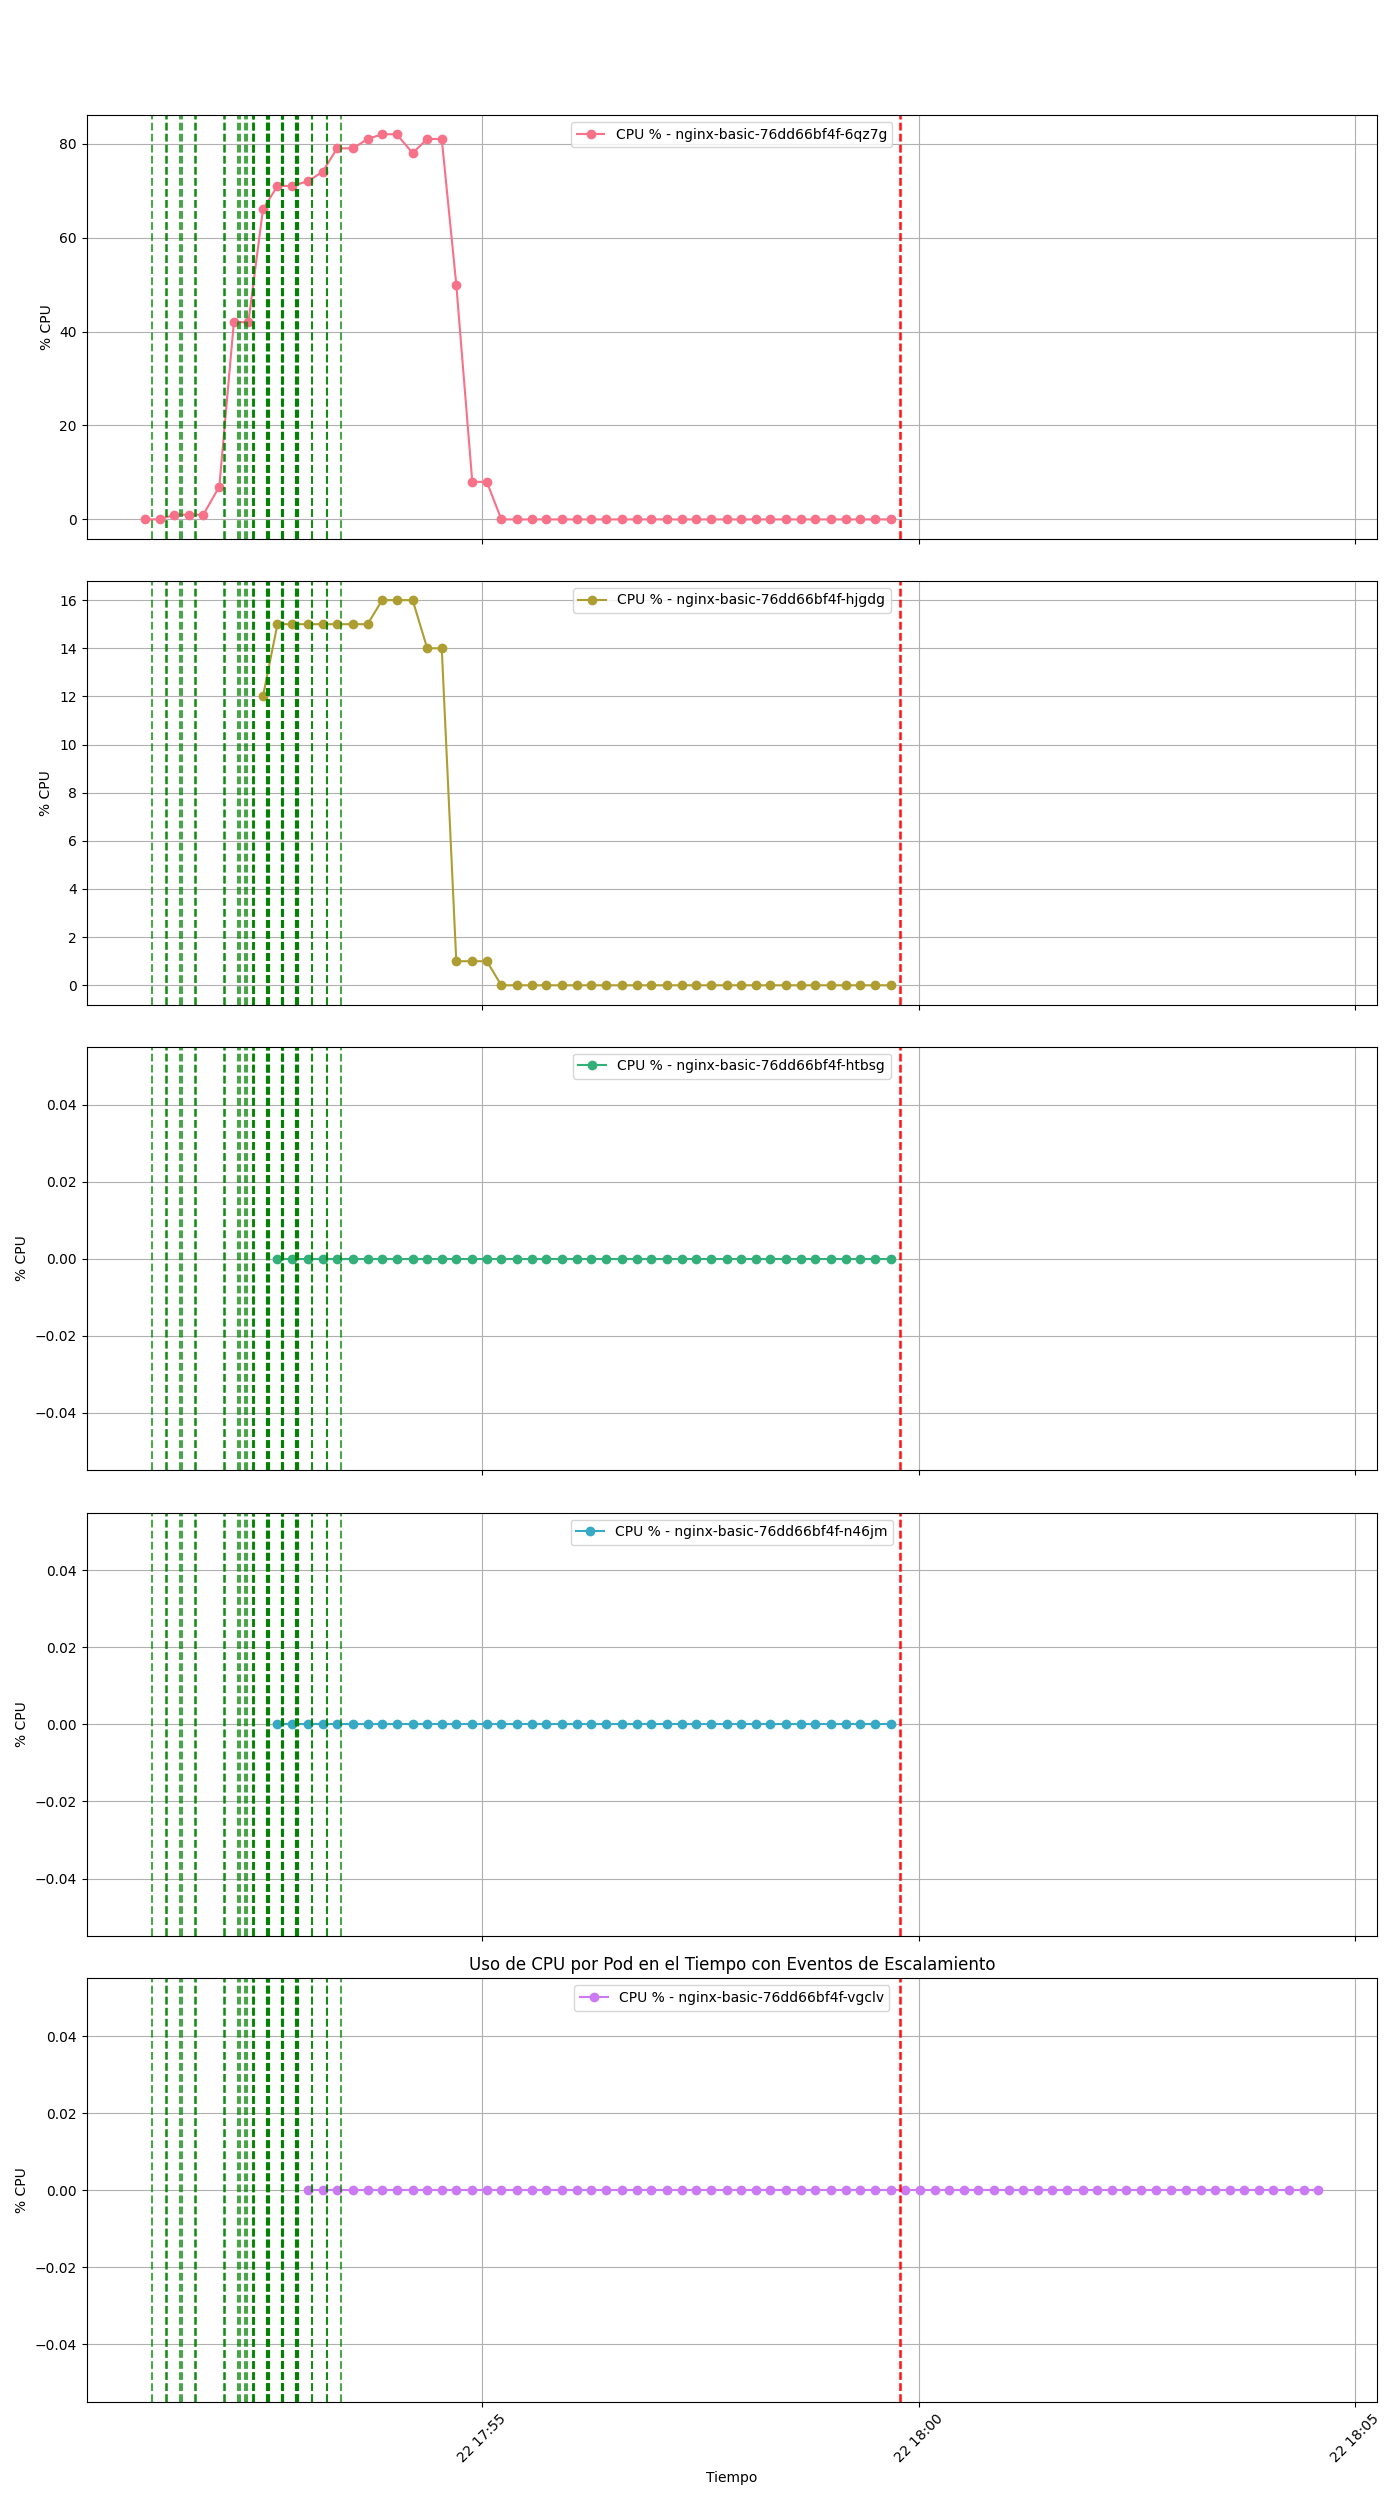 CPU % - nginx-basic-76dd66bf4f-6qz7g
80
60
40
20
0
% CPU
CPU % - nginx-basic-76dd66bf4f-hjgdg
16
14
12
10
8
6
4
2
0
% CPU
CPU % - nginx-basic-76dd66bf4f-htbsg
0.04
0.02
0.00
−0.02
−0.04
% CPU
CPU % - nginx-basic-76dd66bf4f-n46jm
0.04
0.02
0.00
−0.02
−0.04
% CPU
Uso de CPU por Pod en el Tiempo con Eventos de Escalamiento
CPU % - nginx-basic-76dd66bf4f-vgclv
0.04
0.02
0.00
−0.02
−0.04
% CPU
22 17:55
22 18:00
22 18:05
Tiempo